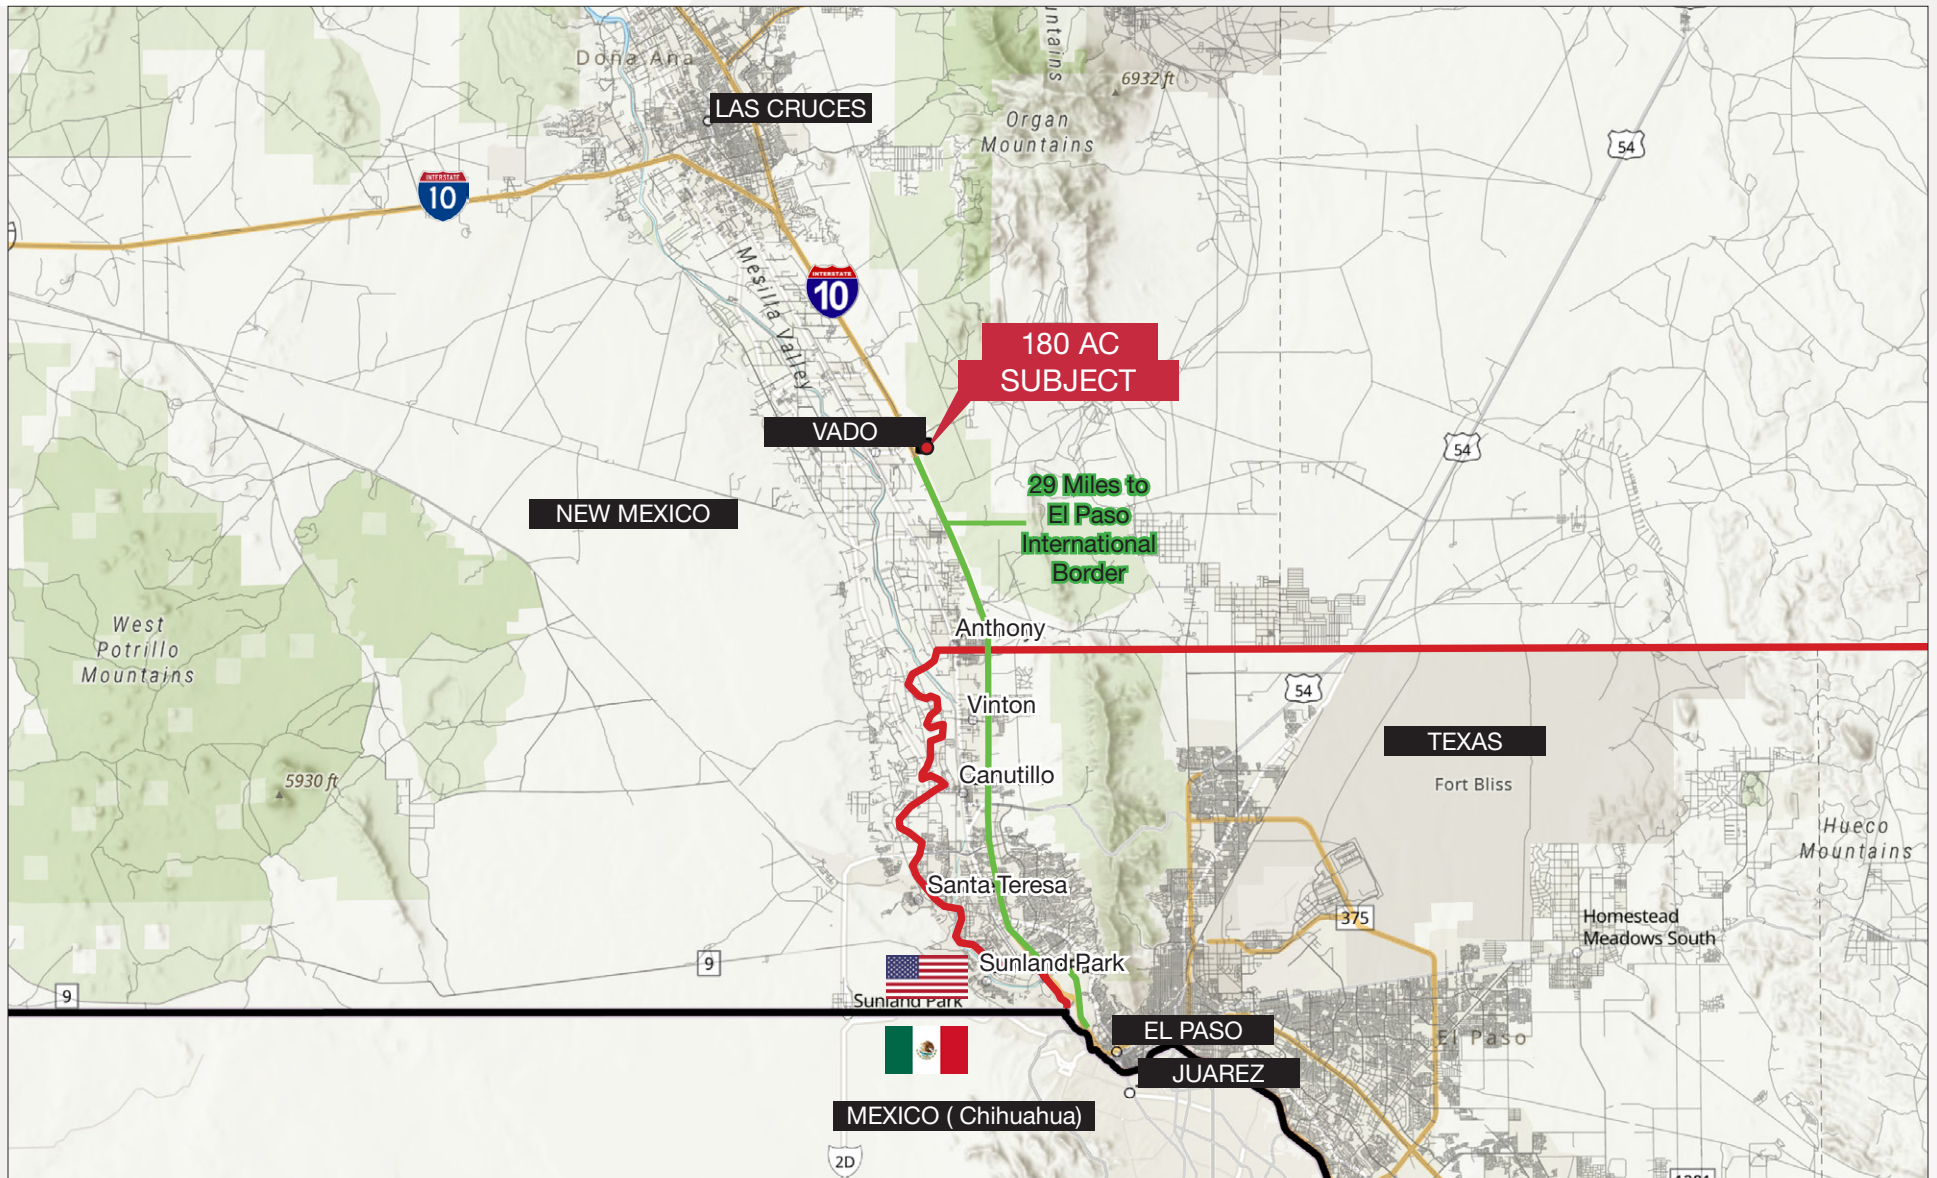 Doña Ana
LAS CRUCES
6932 ft
Organ
Mountains
54
INTERSTATE
10
INTERSTATE
10
Mesilla Valley
180 AC
SUBJECT
VADO
54
29 Miles to
El Paso
International
Border
NEW MEXICO
West
Potrillo
Mountains
Anthony
54
Vinton
TEXAS
Canutillo
Fort Bliss
5930 ft
Hueco
Mountains
Santa Teresa
375
Homestead
Meadows South
9
Sunland Park
9
Sunland Park
EL PASO
El Paso
JUAREZ
MEXICO ( Chihuahua)
2D